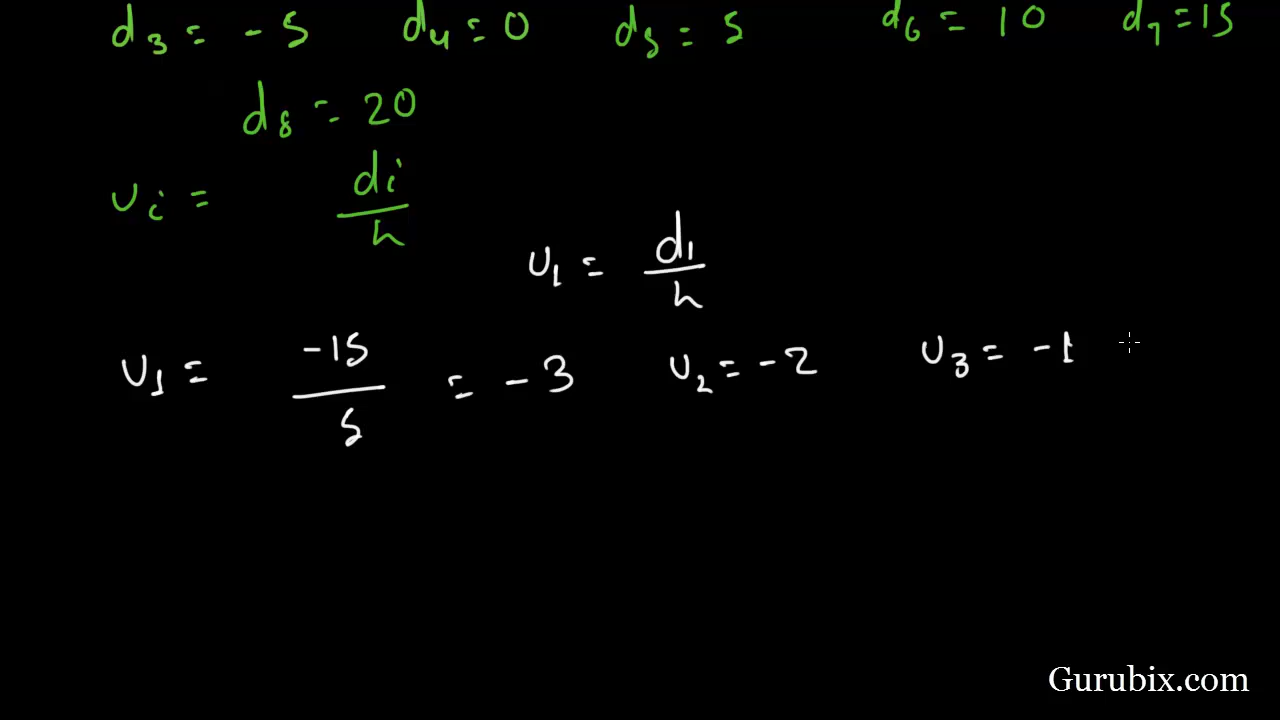 d3 = -5 d4 = 0 d5 = 5 d6 = 10 d7 = 15
d8 = 20
ui = di/h
u1 = d1/h
u1 = -15/5 = -3 u2 = -2 u3 = -1
Gurubix.com